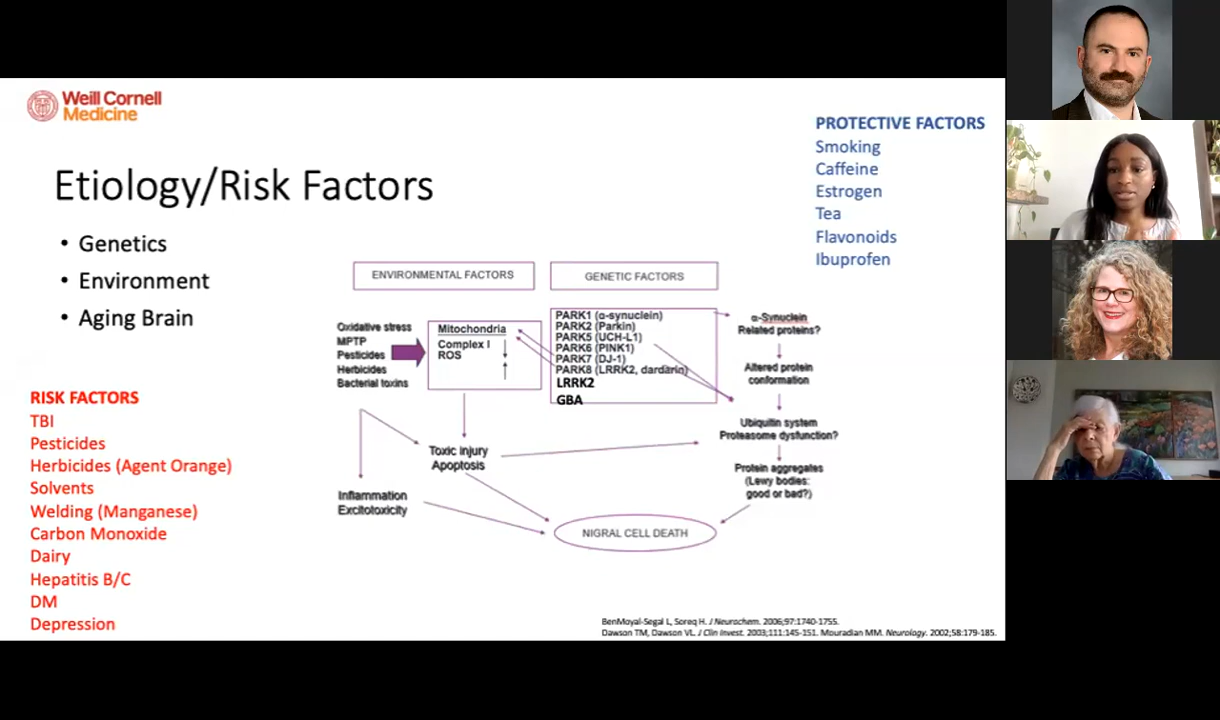 Weill Cornell
Medicine
PROTECTIVE FACTORS
Smoking
Caffeine
Estrogen
Tea
Flavonoids
Ibuprofen
Etiology/Risk Factors
• Genetics
• Environment
• Aging Brain
RISK FACTORS
TBI
Pesticides
Herbicides (Agent Orange)
Solvents
Welding (Manganese)
Carbon Monoxide
Dairy
Hepatitis B/C
DM
Depression
ENVIRONMENTAL FACTORS
GENETIC FACTORS
Oxidative stress
MPTP
Pesticides
Herbicides
Bacterial toxins
Mitochondria
Complex I
ROS
PARK1 (α-synuclein)
PARK2 (Parkin)
PARK5 (UCH-L1)
PARK6 (PINK1)
PARK7 (DJ-1)
PARK8 (LRRK2, dardarin)
LRRK2
GBA
α-Synuclein
Related proteins?
Altered protein
conformation
Ubiquitin system
Proteasome dysfunction?
Protein aggregates
(Lewy bodies:
good or bad?)
Toxic injury
Apoptosis
Inflammation
Excitotoxicity
NIGRAL CELL DEATH
BenMoyal-Segal L, Soreq H. J Neurochem. 2006;97:1740-1755.
Dawson TM, Dawson VL. J Clin Invest. 2003;111:145-151. Mouradian MM. Neurology. 2002;58:179-185.